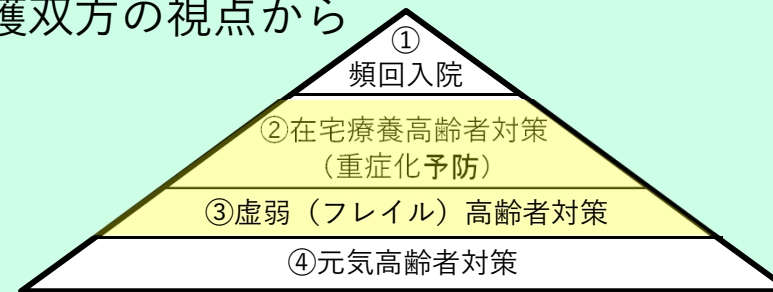 護双方の視点から
①
頻回入院
②在宅療養高齢者対策
（重症化予防）
③虚弱（フレイル）高齢者対策
④元気高齢者対策